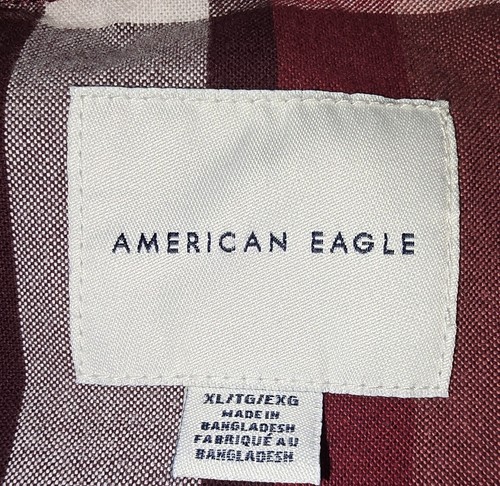 AMERICAN EAGLE
XL/TG/EXG
MADE IN
BANGLADESH
FABRIQUÉ AU
BANGLADESH